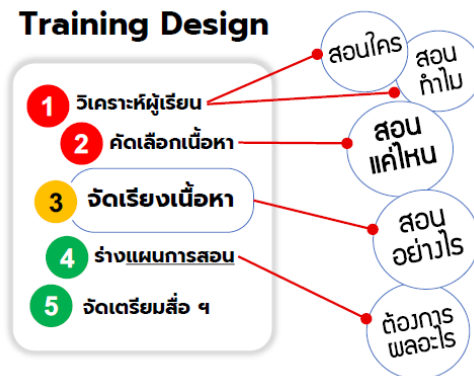 Training Design
1 วิเคราะห์ผู้เรียน
2 คัดเลือกเนื้อหา
3 จัดเรียงเนื้อหา
4 ร่างแผนการสอน
5 จัดเตรียมสื่อ ฯ
สอนใคร
สอน
ทำไม
สอน
แค่ไหน
สอน
อย่างไร
ต้องการ
ผลอะไร